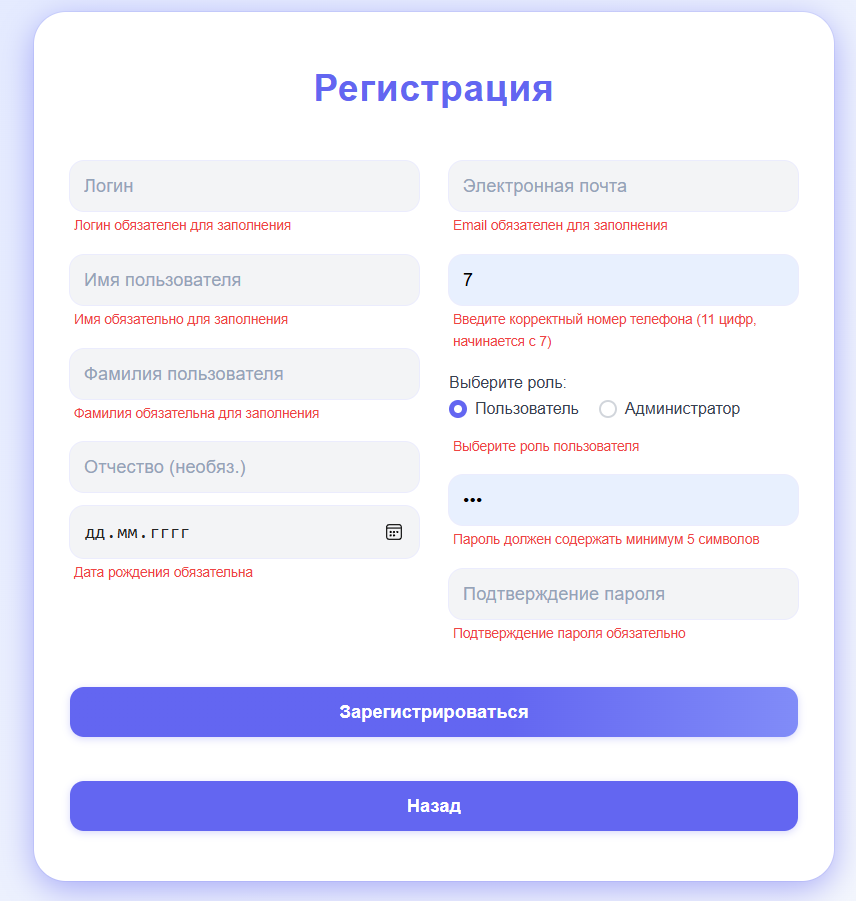 Регистрация
Логин
Логин обязателен для заполнения
Имя пользователя
Имя обязательно для заполнения
Фамилия пользователя
Фамилия обязательна для заполнения
Отчество (необяз.)
дд.мм.гггг
Дата рождения обязательна
Электронная почта
Email обязателен для заполнения
7
Введите корректный номер телефона (11 цифр,
начинается с 7)
Выберите роль:
Пользователь Администратор
Выберите роль пользователя
•••
Пароль должен содержать минимум 5 символов
Подтверждение пароля
Подтверждение пароля обязательно
Зарегистрироваться
Назад